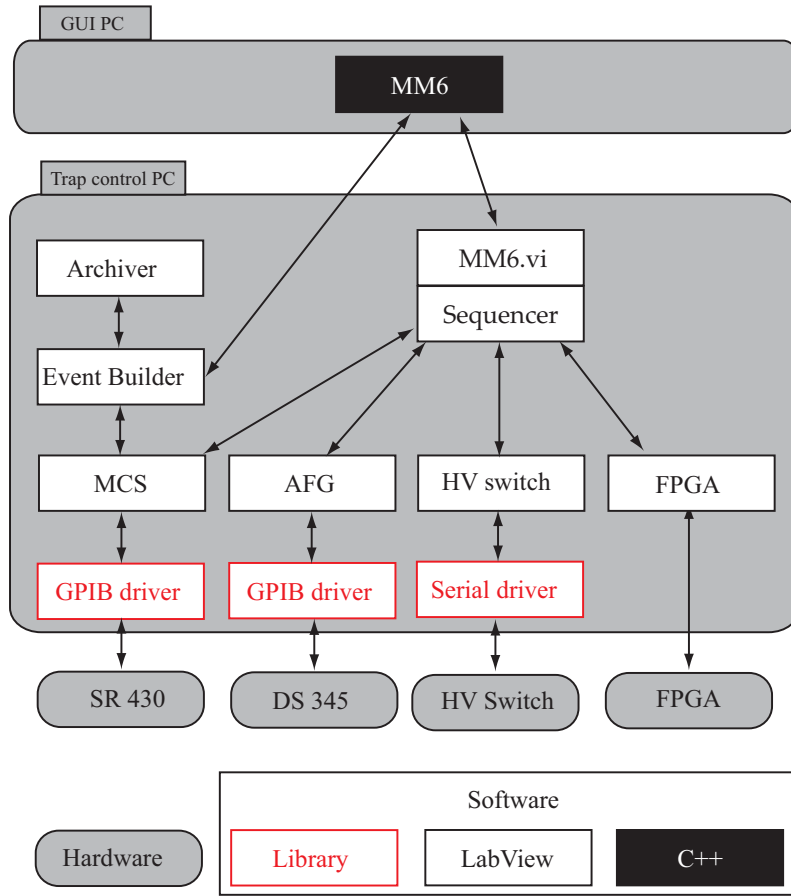 GUI PC
MM6
Trap control PC
Archiver
MM6.vi
Sequencer
Event Builder
MCS
AFG
HV switch
FPGA
GPIB driver
GPIB driver
Serial driver
SR 430
DS 345
HV Switch
FPGA
Software
Hardware
Library
LabView
C++